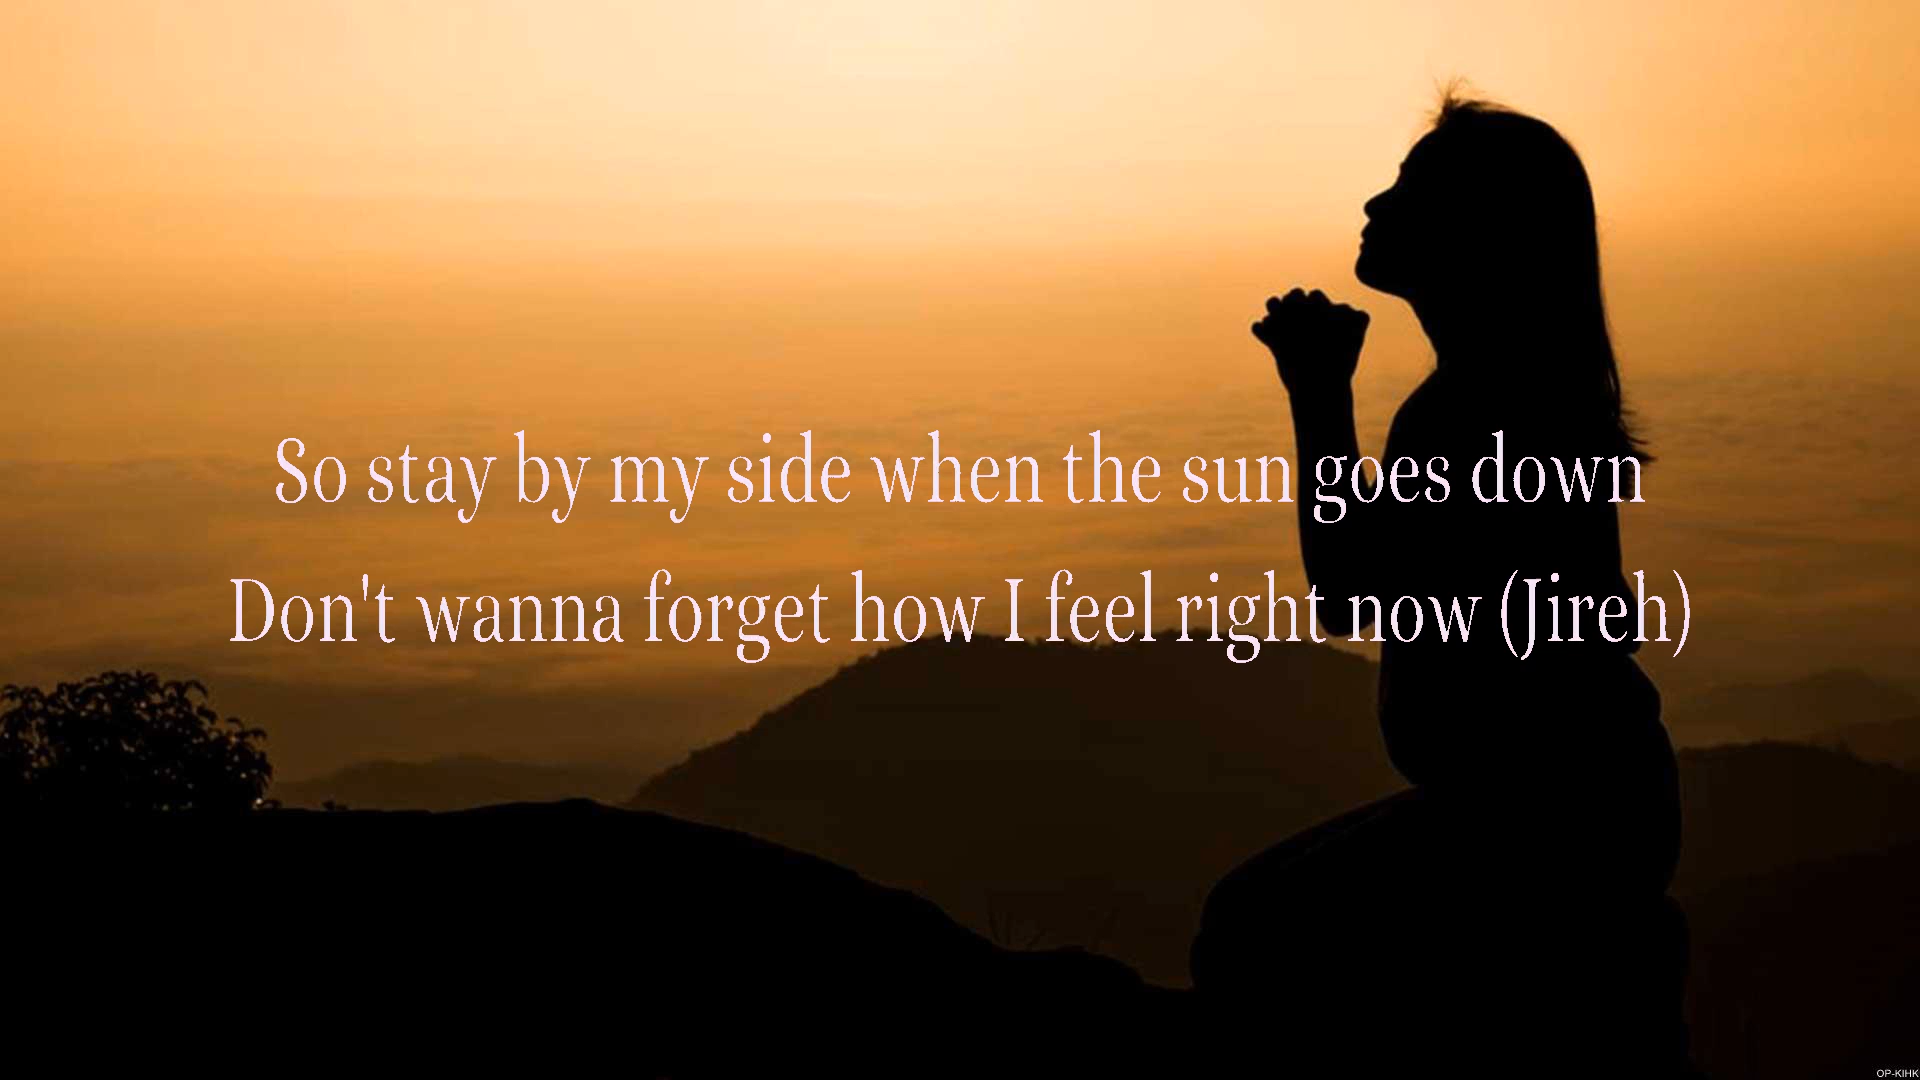 So stay by my side when the sun goes down
Don't wanna forget how I feel right now (Jireh)
OP-KIHK